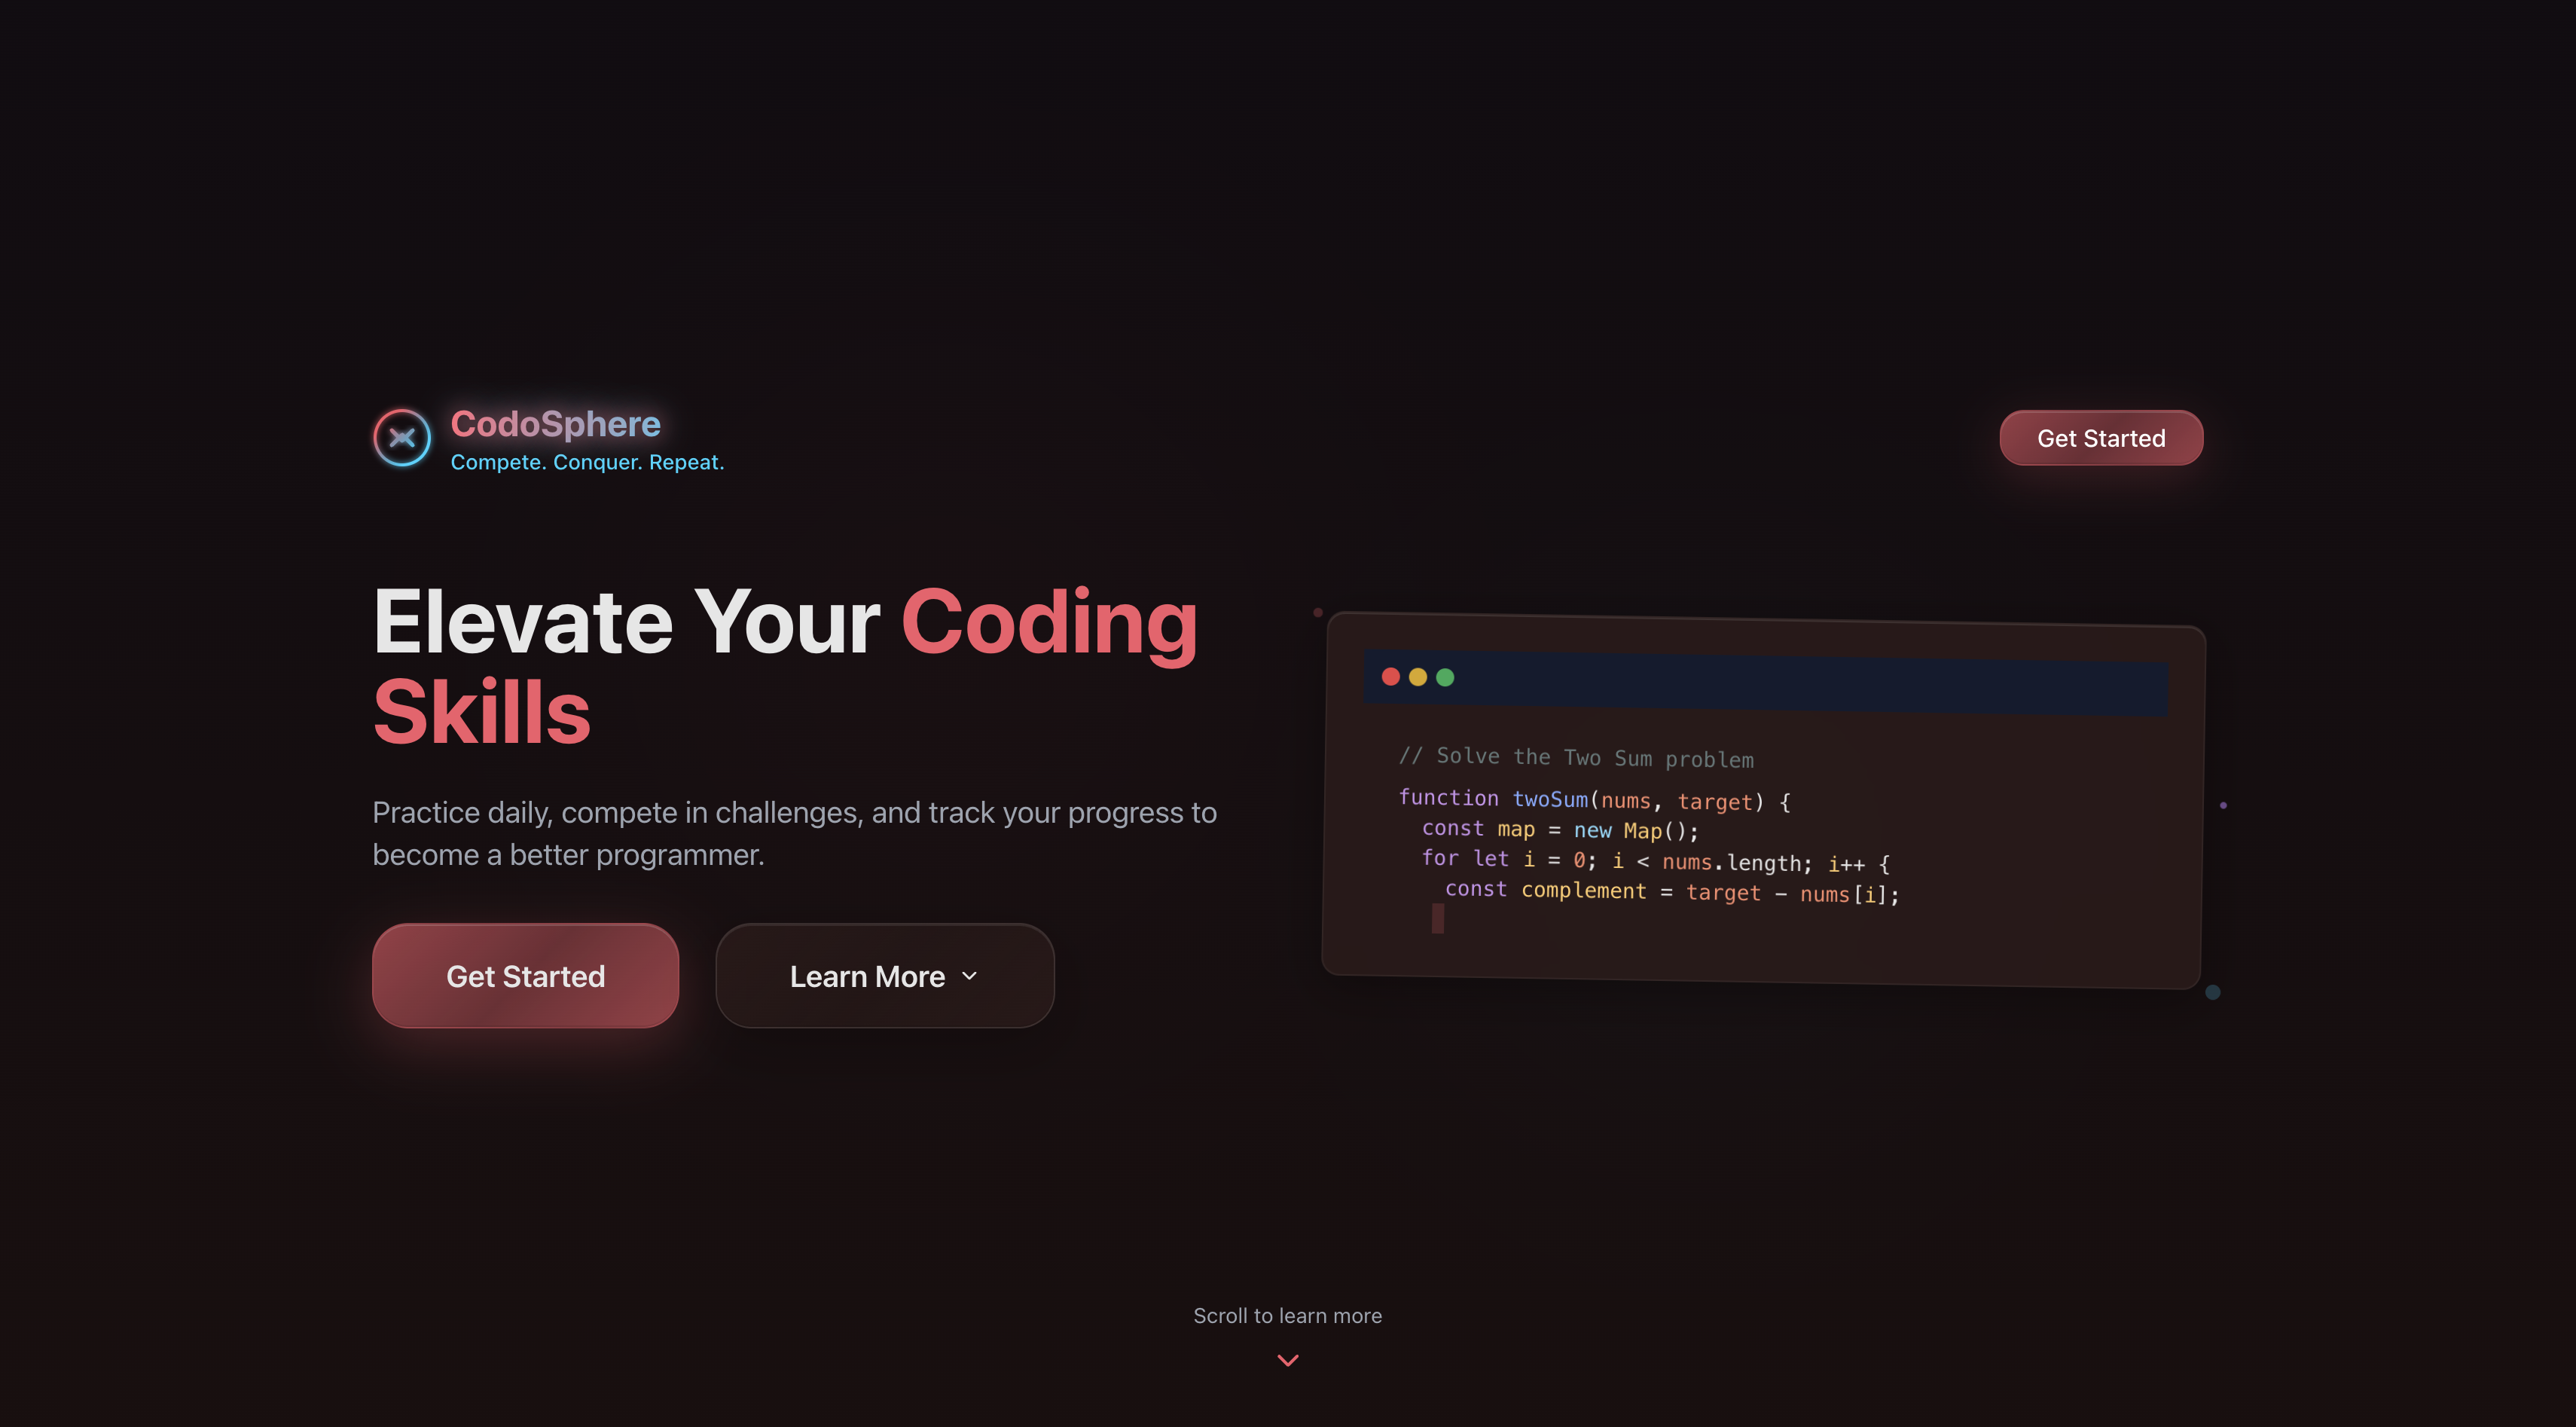 CodoSphere
Compete. Conquer. Repeat.
Get Started
Elevate Your Coding
Skills
Practice daily, compete in challenges, and track your progress to
become a better programmer.
Get Started
Learn More
// Solve the Two Sum problem
function twoSum(nums, target) {
  const map = new Map();
  for let i = 0; i < nums.length; i++ {
    const complement = target - nums[i];
Scroll to learn more